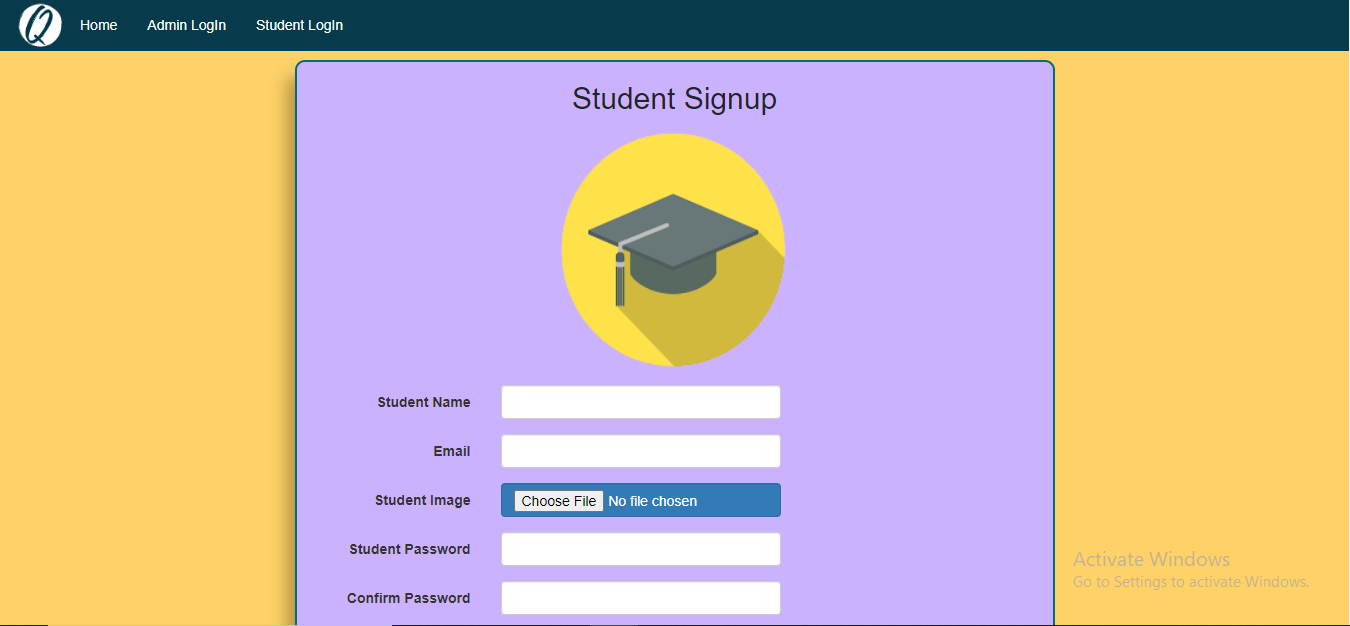 Q Home Admin LogIn Student LogIn
Student Signup
Student Name
Email
Student Image Choose File No file chosen
Student Password
Confirm Password
Activate Windows
Go to Settings to activate Windows.